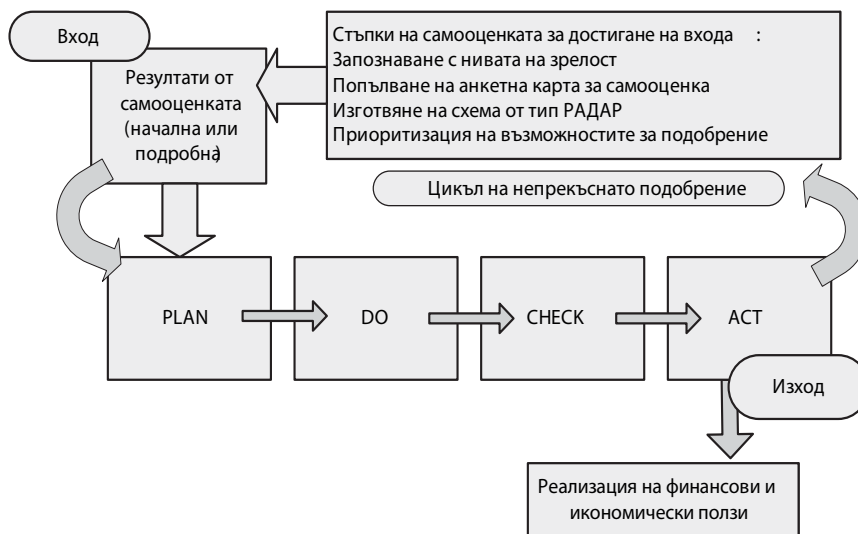 Вход
Резултати от
самооценката
(начална или
подробна)
Стъпки на самооценката за достигане на входа :
Запознаване с нивата на зрелост
Попълване на анкетна карта за самооценка
Изготвяне на схема от тип РАДАР
Приоритизация на възможностите за подобрение
Цикъл на непрекъснато подобрение
PLAN
DO
CHECK
ACT
Изход
Реализация на финансови и
икономически ползи